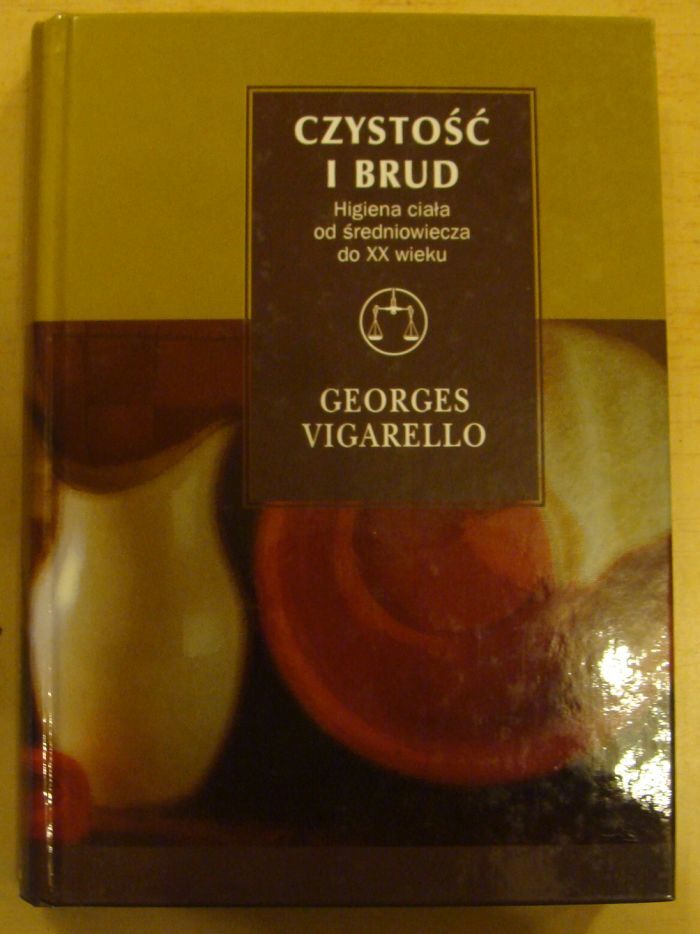 CZYSTOŚĆ
I BRUD
Higiena ciała
od średniowiecza
do XX wieku
GEORGES
VIGARELLO